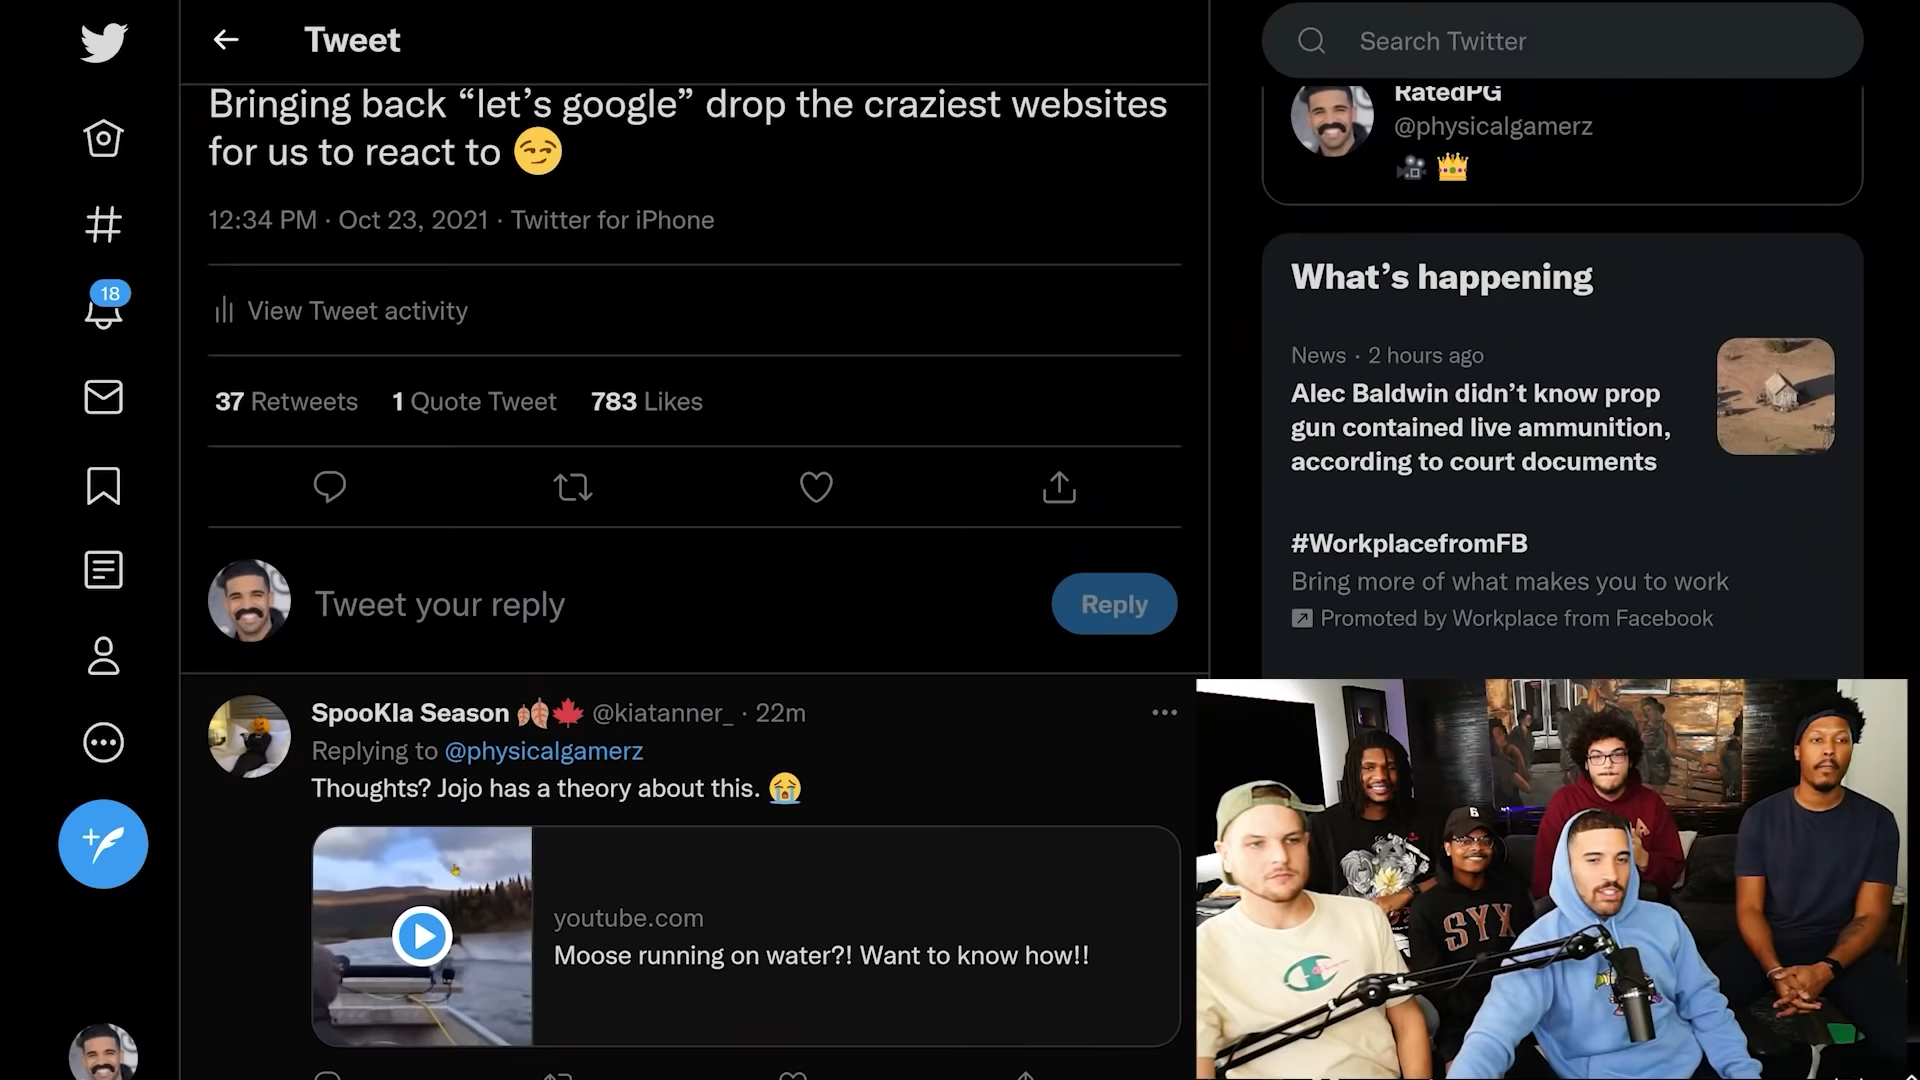 Tweet
Bringing back “let’s google” drop the craziest websites
for us to react to 😏
12:34 PM · Oct 23, 2021 · Twitter for iPhone
View Tweet activity
37 Retweets 1 Quote Tweet 783 Likes
Tweet your reply
Reply
SpooKIa Season 🍂🍁 @kiatanner_ · 22m
Replying to @physicalgamerz
Thoughts? Jojo has a theory about this. 😭
youtube.com
Moose running on water?! Want to know how!!
18
Search Twitter
RatedPG
@physicalgamerz
🎥 👑
What’s happening
News · 2 hours ago
Alec Baldwin didn’t know prop
gun contained live ammunition,
according to court documents
#WorkplacefromFB
Bring more of what makes you to work
Promoted by Workplace from Facebook
B
SYX